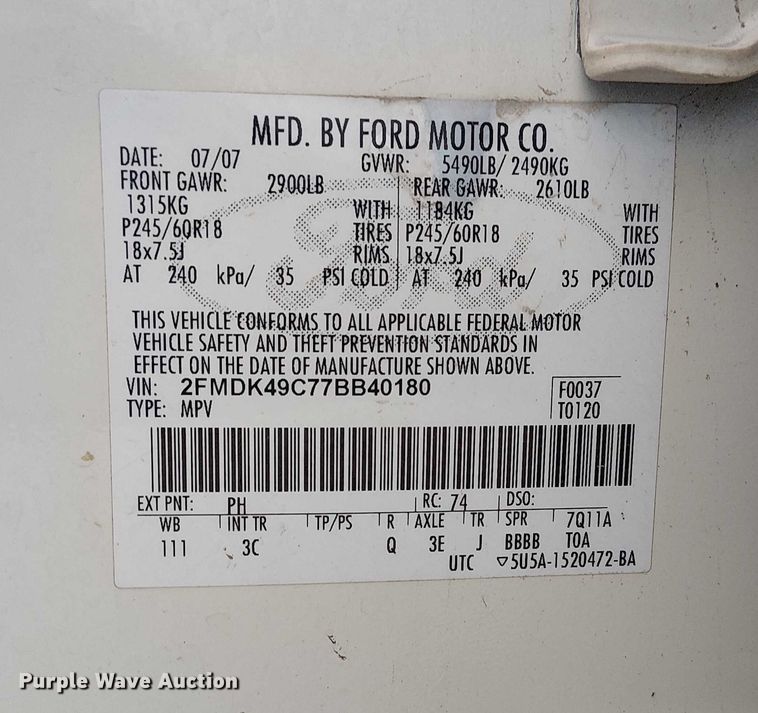 MFD. BY FORD MOTOR CO.
DATE: 07/07 GVWR: 5490LB/ 2490KG
FRONT GAWR: 2900LB REAR GAWR: 2610LB
1315KG WITH 1184KG WITH
P245/60R18 TIRES P245/60R18 TIRES
18x7.5J RIMS 18x7.5J RIMS
AT 240 kPa/ 35 PSI COLD AT 240 kPa/ 35 PSI COLD
Ford
THIS VEHICLE CONFORMS TO ALL APPLICABLE FEDERAL MOTOR
VEHICLE SAFETY AND THEFT PREVENTION STANDARDS IN
EFFECT ON THE DATE OF MANUFACTURE SHOWN ABOVE.
VIN: 2FMDK49C77BB40180 F0037
TYPE: MPV T0120
EXT PNT: PH RC: 74 DSO:
WB INT TR TP/PS R AXLE TR SPR 7Q11A
111 3C Q 3E J BBBB TOA
UTC ▽5U5A-1520472-BA
Purple Wave Auction